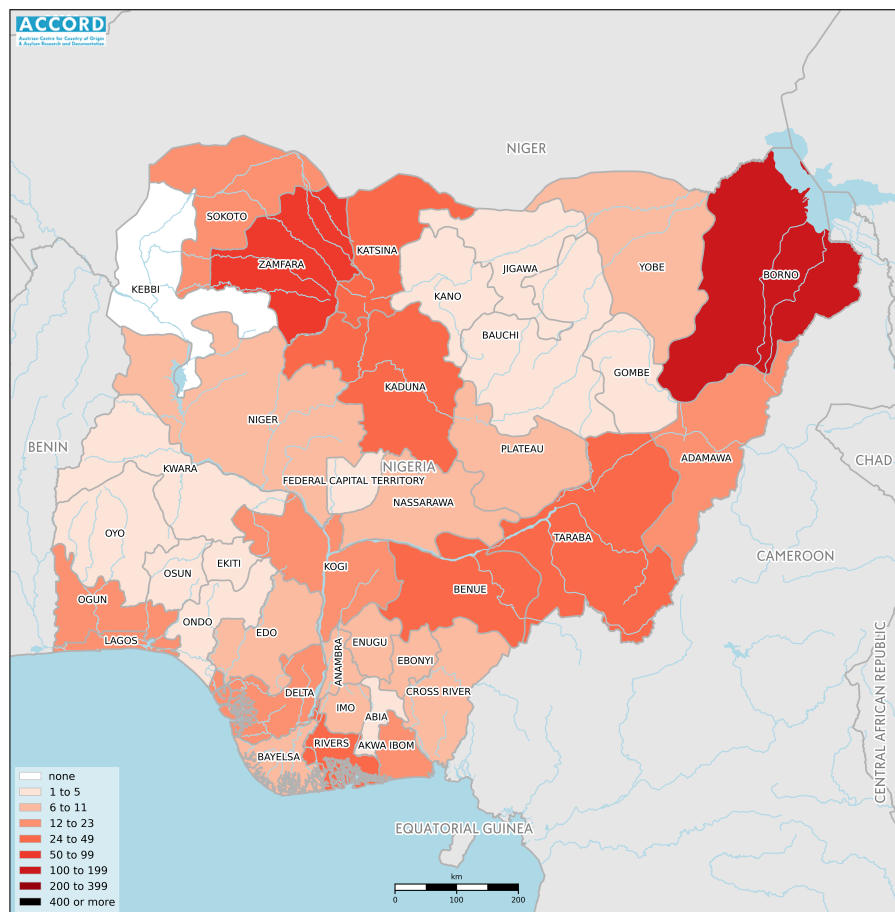 ACCORD
Austrian Centre for Country of Origin
& Asylum Research and Documentation
NIGER
SOKOTO
KATSINA
ZAMFARA
JIGAWA
YOBE
BORNO
KEBBI
KANO
BAUCHI
GOMBE
KADUNA
NIGER
BENIN
PLATEAU
ADAMAWA
CHAD
KWARA
NIGERIA
FEDERAL CAPITAL TERRITORY
NASSARAWA
OYO
TARABA
CAMEROON
EKITI
OSUN
KOGI
BENUE
OGUN
ONDO
EDO
LAGOS
ENUGU
ANAMBRA
EBONYI
CROSS RIVER
DELTA
IMO
ABIA
RIVERS
AKWA IBOM
BAYELSA
CENTRAL AFRICAN REPUBLIC
EQUATORIAL GUINEA
none
1 to 5
6 to 11
12 to 23
24 to 49
50 to 99
100 to 199
200 to 399
400 or more
km
0 100 200